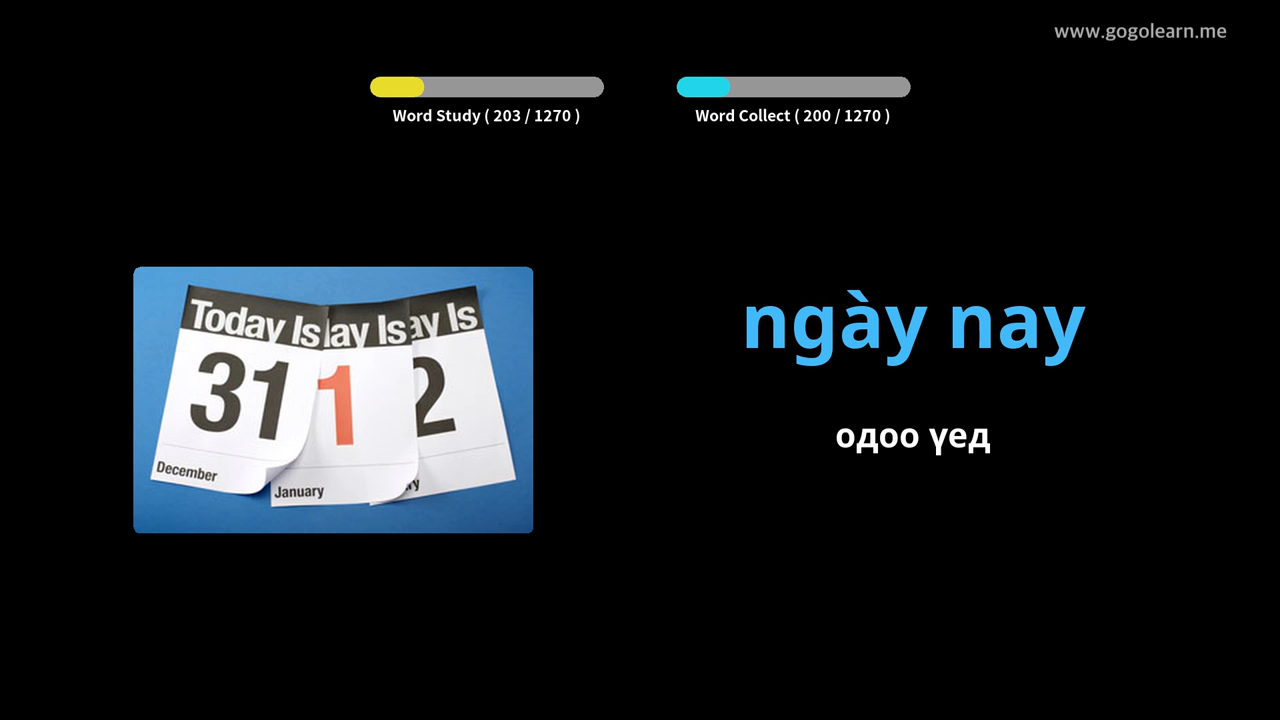 www.gogolearn.me
Word Study ( 203 / 1270 )
Word Collect ( 200 / 1270 )
Today Is
ay Is
ay Is
31
1
2
December
January
ry
ngày nay
одоо үед